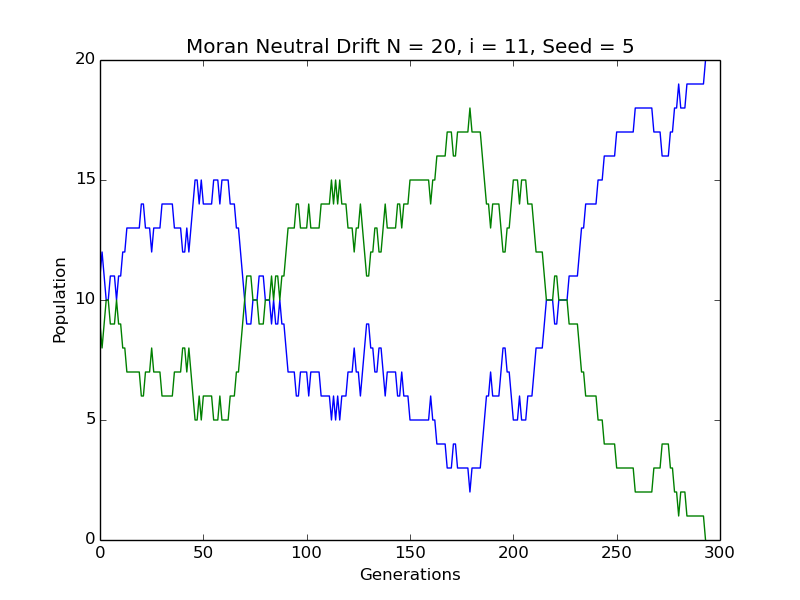 Moran Neutral Drift N = 20, i = 11, Seed = 5
20
15
10
5
0
Population
0 50 100 150 200 250 300
Generations